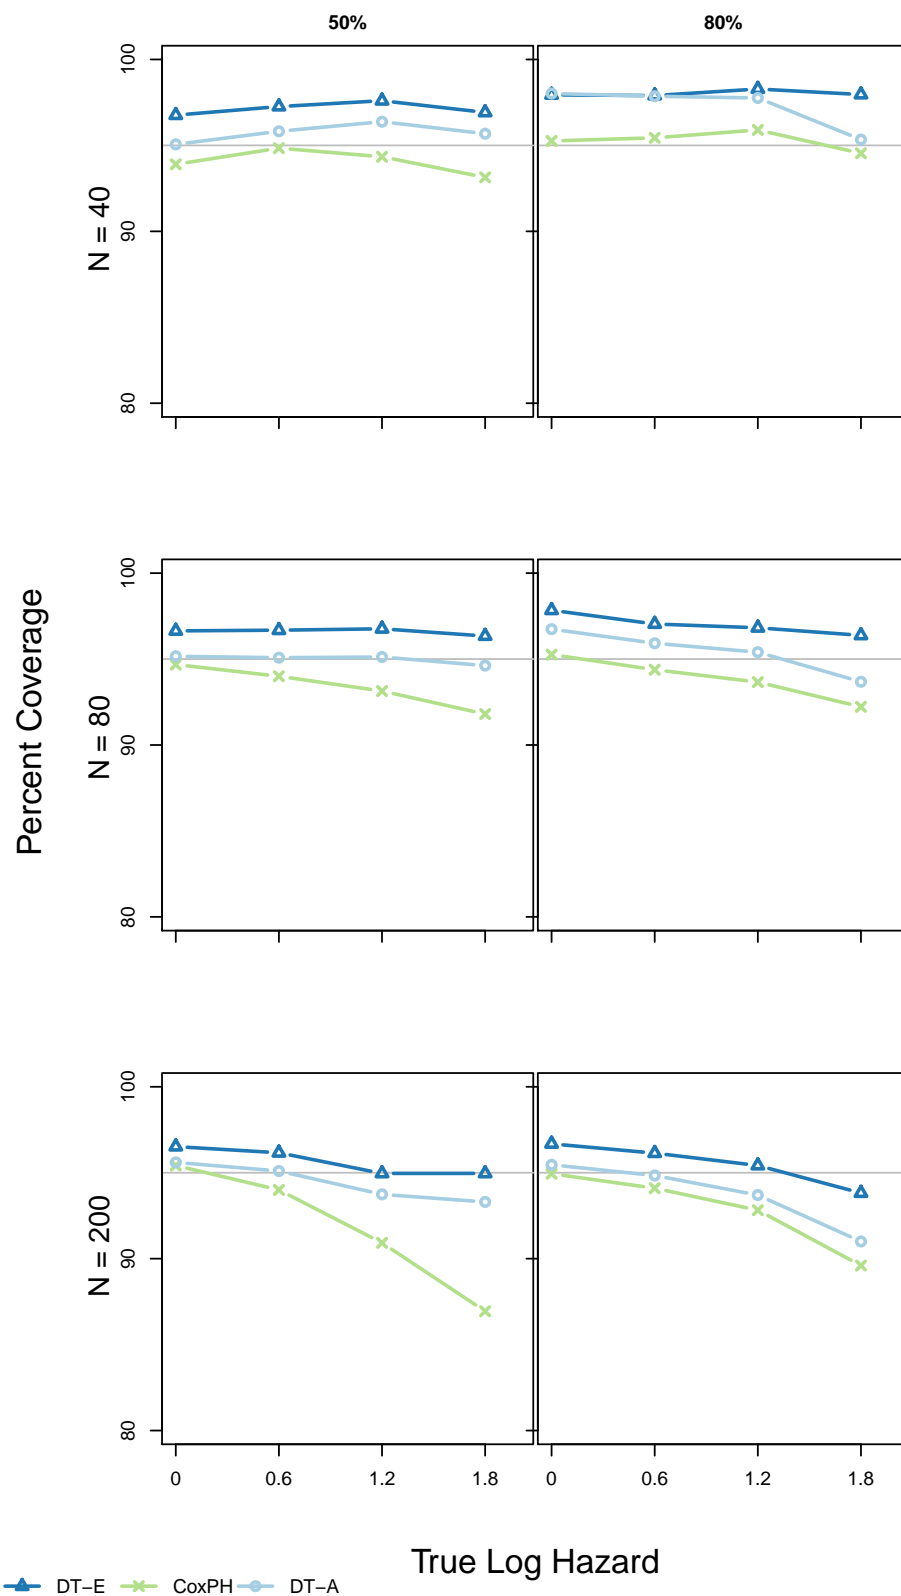 50% 80%
100
90
80
N = 40
100
90
80
N = 80
Percent Coverage
100
90
80
N = 200
0 0.6 1.2 1.8 0 0.6 1.2 1.8
True Log Hazard
DT−E CoxPH DT−A